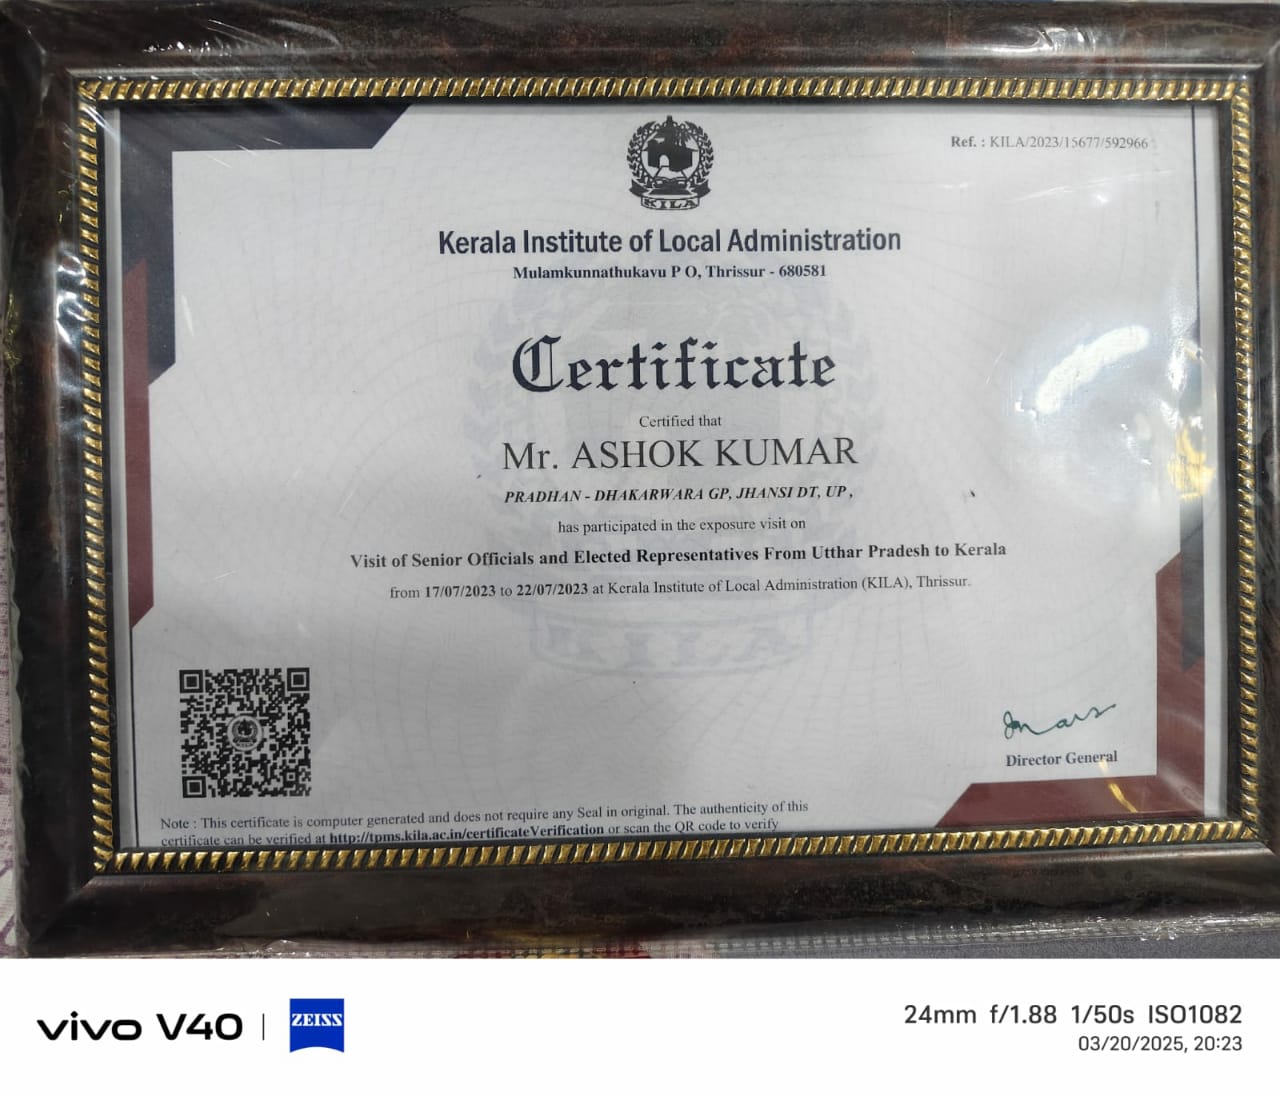 KILA
Ref. : KILA/2023/15677/592966
Kerala Institute of Local Administration
Mulamkunnathukavu P O, Thrissur - 680581
Certificate
Certified that
Mr. ASHOK KUMAR
PRADHAN - DHAKARWARA GP, JHANSI DT, UP ,
has participated in the exposure visit on
Visit of Senior Officials and Elected Representatives From Utthar Pradesh to Kerala
from 17/07/2023 to 22/07/2023 at Kerala Institute of Local Administration (KILA), Thrissur.
KILA
Director General
Note : This certificate is computer generated and does not require any Seal in original. The authenticity of this
certificate can be verified at http://tpms.kila.ac.in/certificateVerification or scan the QR code to verify
vivo V40 | ZEISS
24mm f/1.88 1/50s ISO1082
03/20/2025, 20:23